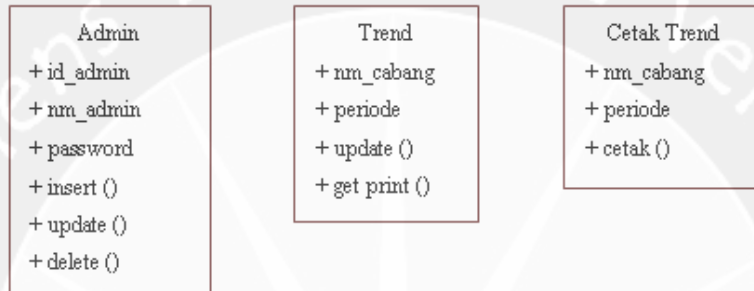 Admin
+ id_admin
+ nm_admin
+ password
+ insert ()
+ update ()
+ delete ()
Trend
+ nm_cabang
+ periode
+ update ()
+ get print ()
Cetak Trend
+ nm_cabang
+ periode
+ cetak ()